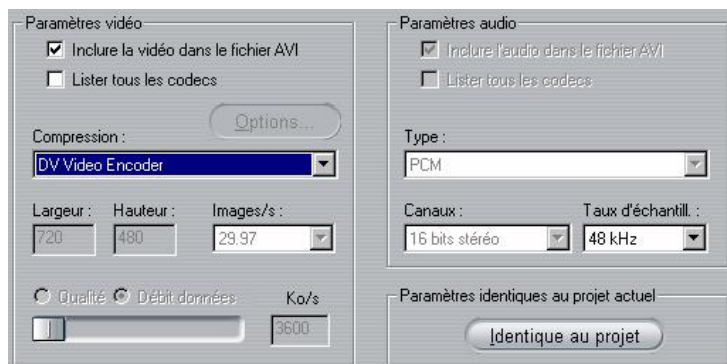 Paramètres vidéo
Inclure la vidéo dans le fichier AVI
Lister tous les codecs
Options...
Compression :
DV Video Encoder
Largeur : Hauteur : Images/s :
720 480 29.97
Qualité Débit données Ko/s
3600
Paramètres audio
Inclure l'audio dans le fichier AVI
Lister tous les codecs
Type :
PCM
Canaux : Taux d'échantill. :
16 bits stéréo 48 kHz
Paramètres identiques au projet actuel
Identique au projet